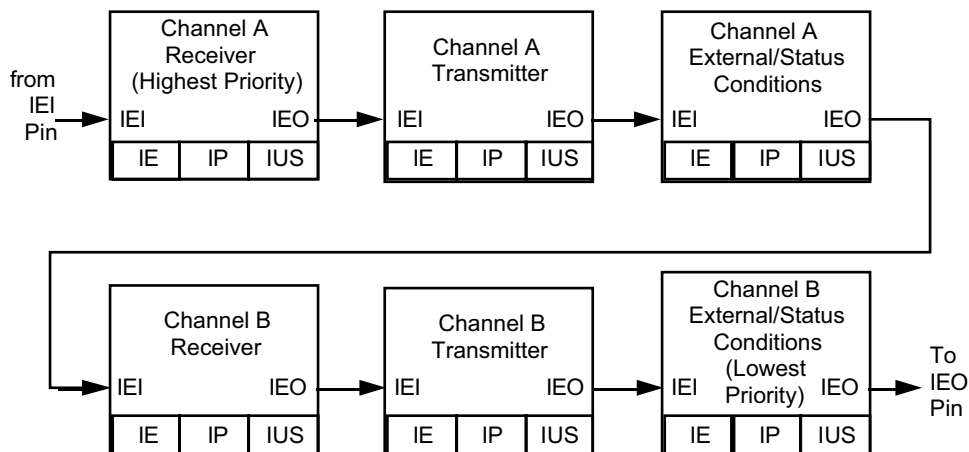 from
IEI
Pin
Channel A
Receiver
(Highest Priority)
IEI IEO
IE IP IUS
Channel A
Transmitter
IEI IEO
IE IP IUS
Channel A
External/Status
Conditions
IEI IEO
IE IP IUS
Channel B
Receiver
IEI IEO
IE IP IUS
Channel B
Transmitter
IEI IEO
IE IP IUS
Channel B
External/Status
Conditions
(Lowest
IEI Priority) IEO
IE IP IUS
To
IEO
Pin